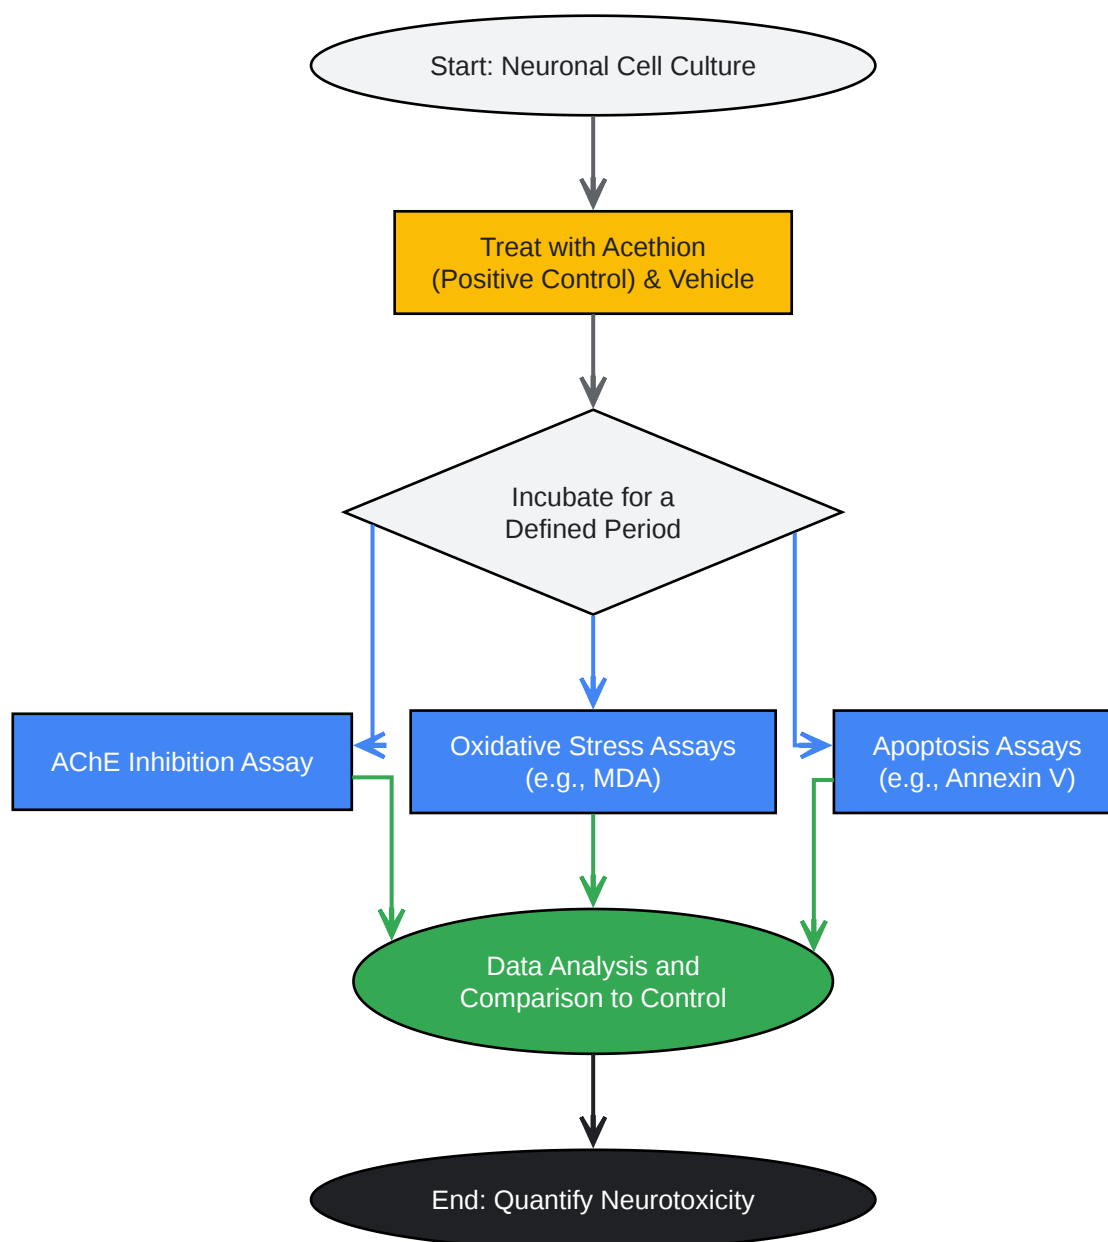 Start: Neuronal Cell Culture
Treat with Acethion
(Positive Control) & Vehicle
Incubate for a
Defined Period
AChE Inhibition Assay
Oxidative Stress Assays
(e.g., MDA)
Apoptosis Assays
(e.g., Annexin V)
Data Analysis and
Comparison to Control
End: Quantify Neurotoxicity